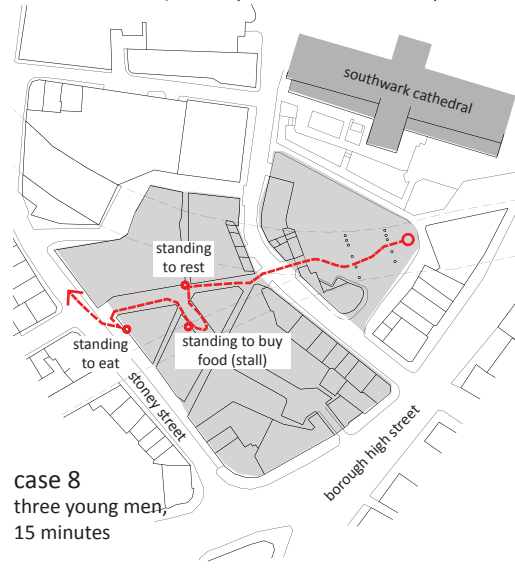 southwark cathedral
standing
to rest
standing
to eat
standing to buy
food (stall)
stoney street
borough high street
case 8
three young men,
15 minutes